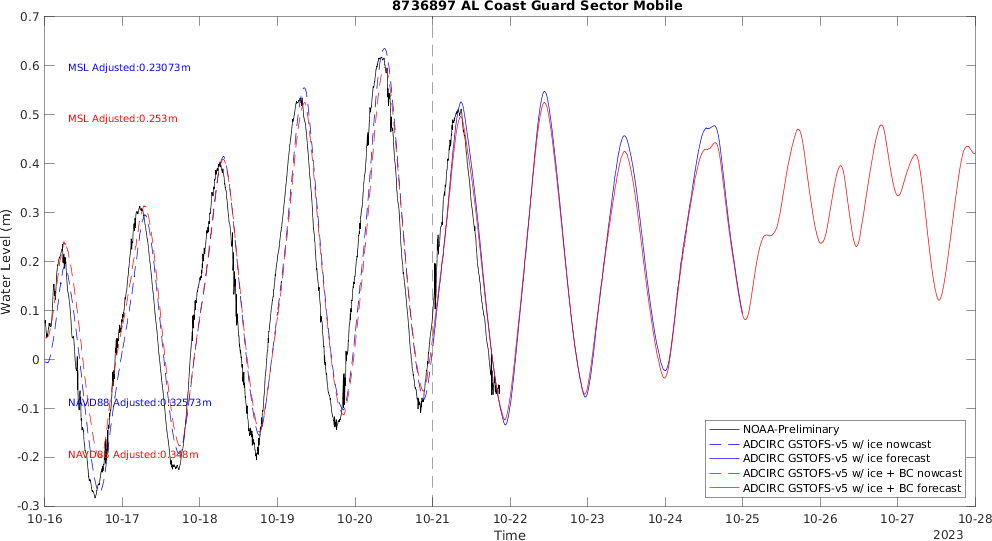 8736897 AL Coast Guard Sector Mobile
0.7
0.6
0.5
0.4
0.3
0.2
0.1
0
-0.1
-0.2
-0.3
Water Level (m)
MSL Adjusted:0.23073m
MSL Adjusted:0.253m
NAVD88 Adjusted:0.32573m
NAVD88 Adjusted:0.348m
NOAA-Preliminary
ADCIRC GSTOFS-v5 w/ ice nowcast
ADCIRC GSTOFS-v5 w/ ice forecast
ADCIRC GSTOFS-v5 w/ ice + BC nowcast
ADCIRC GSTOFS-v5 w/ ice + BC forecast
10-16 10-17 10-18 10-19 10-20 10-21 10-22 10-23 10-24 10-25 10-26 10-27 10-28
Time
2023